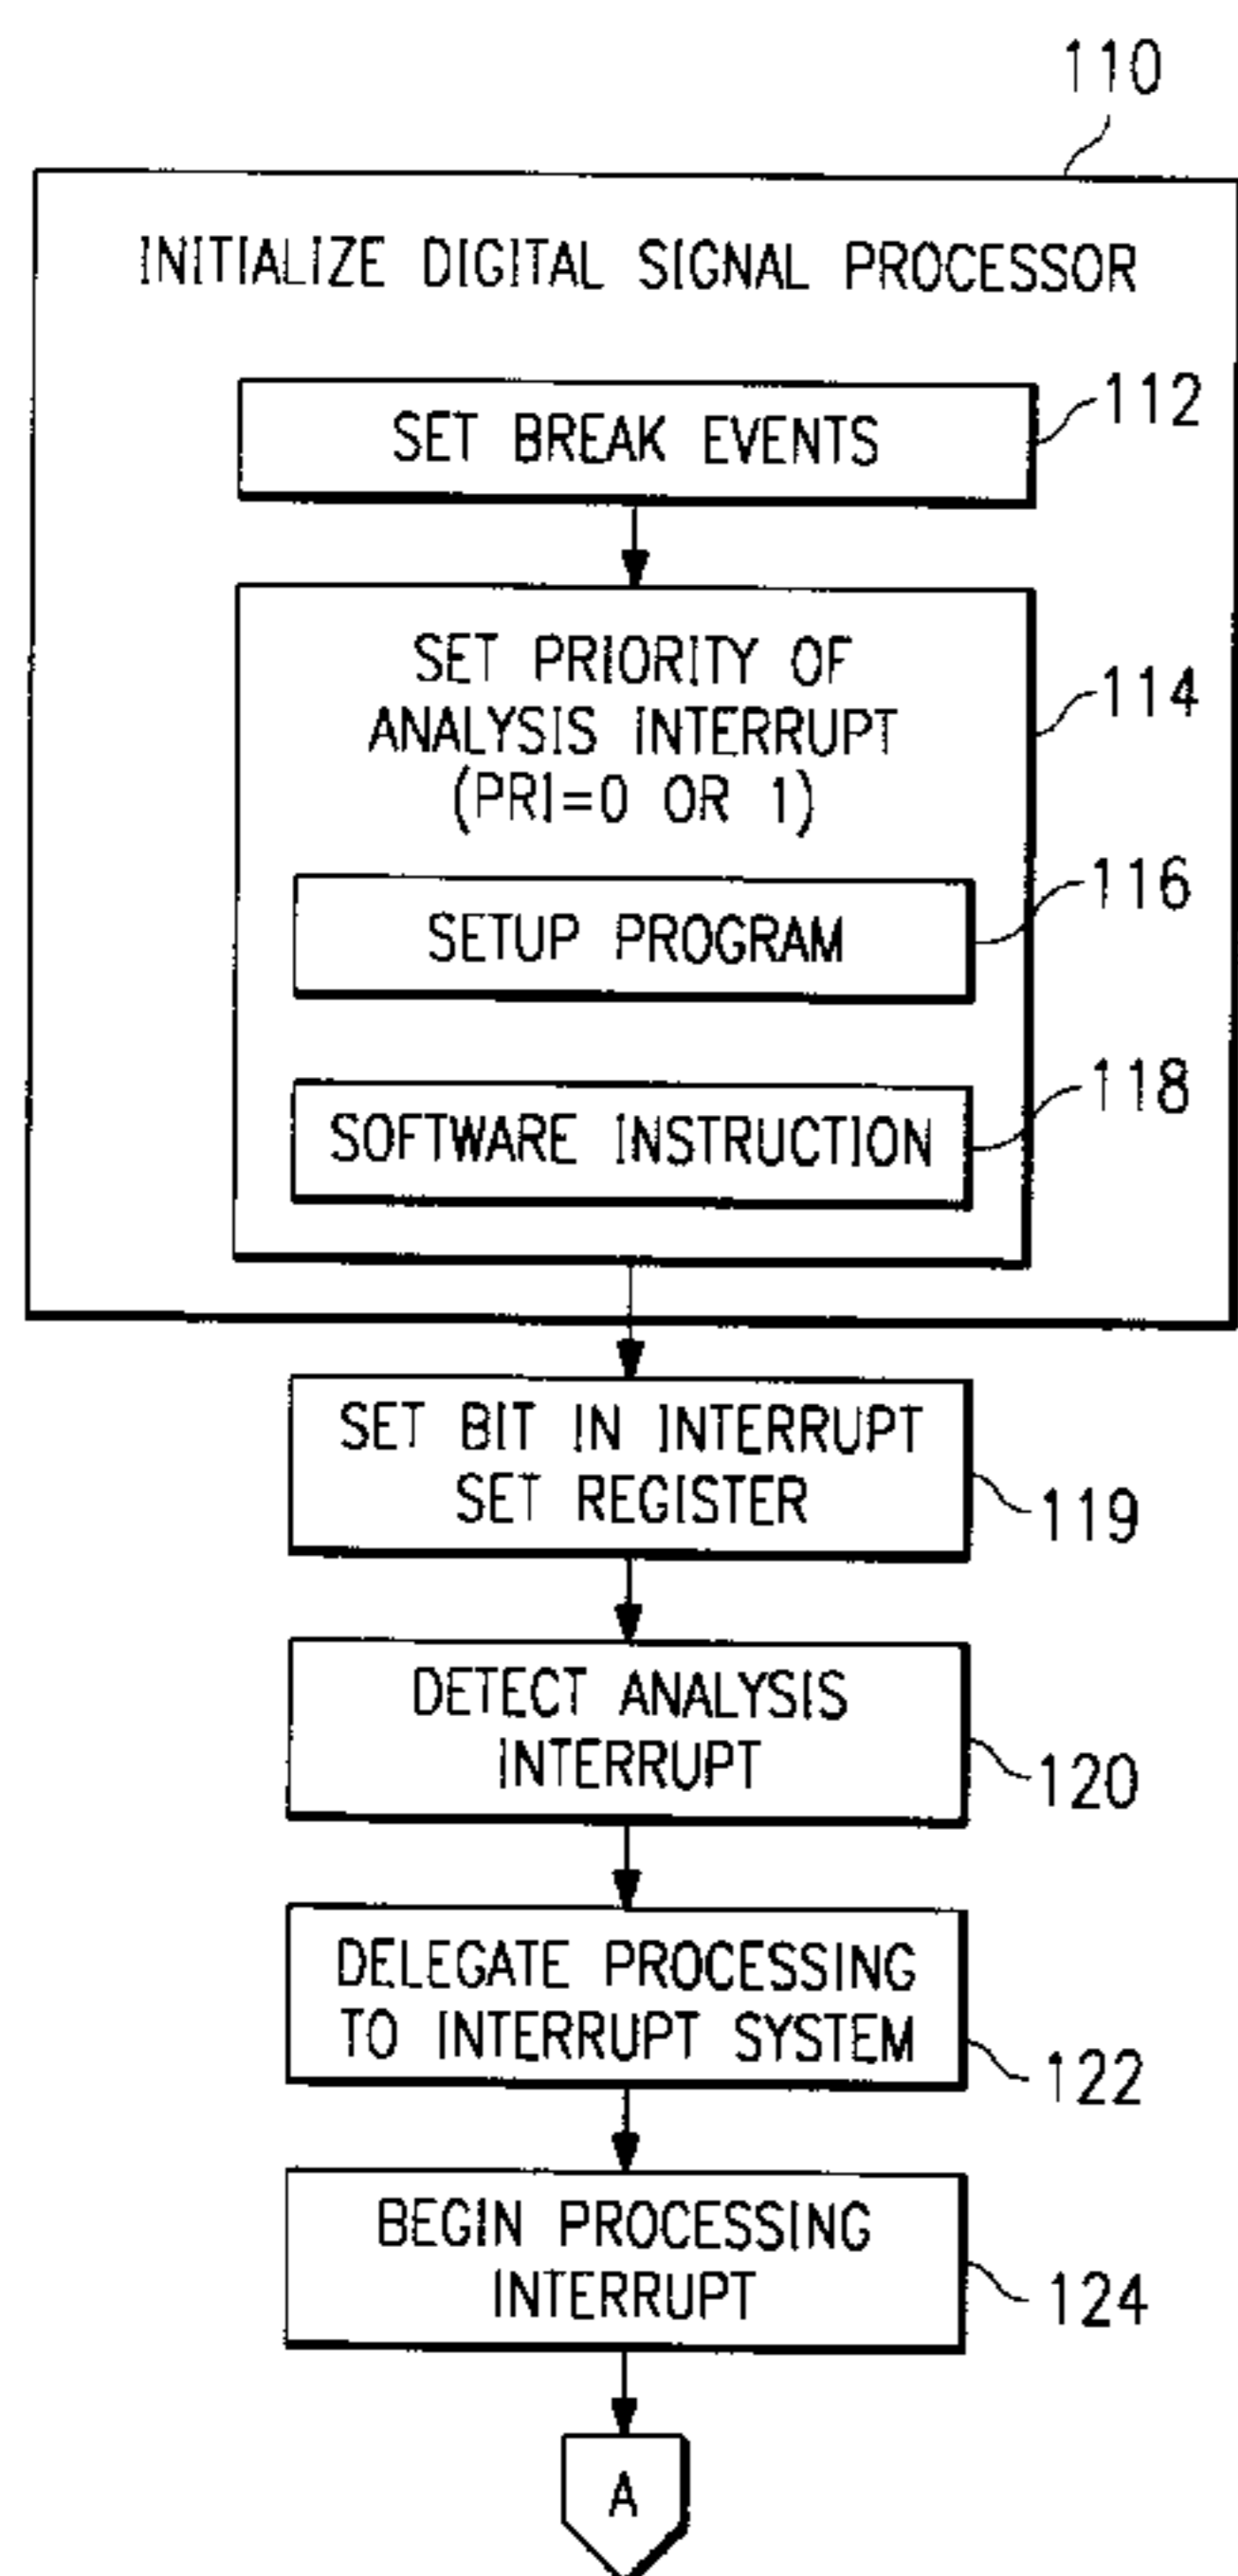 110
INITIALIZE DIGITAL SIGNAL PROCESSOR
SET BREAK EVENTS
112
SET PRIORITY OF
ANALYSIS INTERRUPT
(PRI=0 OR 1)
114
SETUP PROGRAM
116
SOFTWARE INSTRUCTION
118
SET BIT IN INTERRUPT
SET REGISTER
119
DETECT ANALYSIS
INTERRUPT
120
DELEGATE PROCESSING
TO INTERRUPT SYSTEM
122
BEGIN PROCESSING
INTERRUPT
124
A